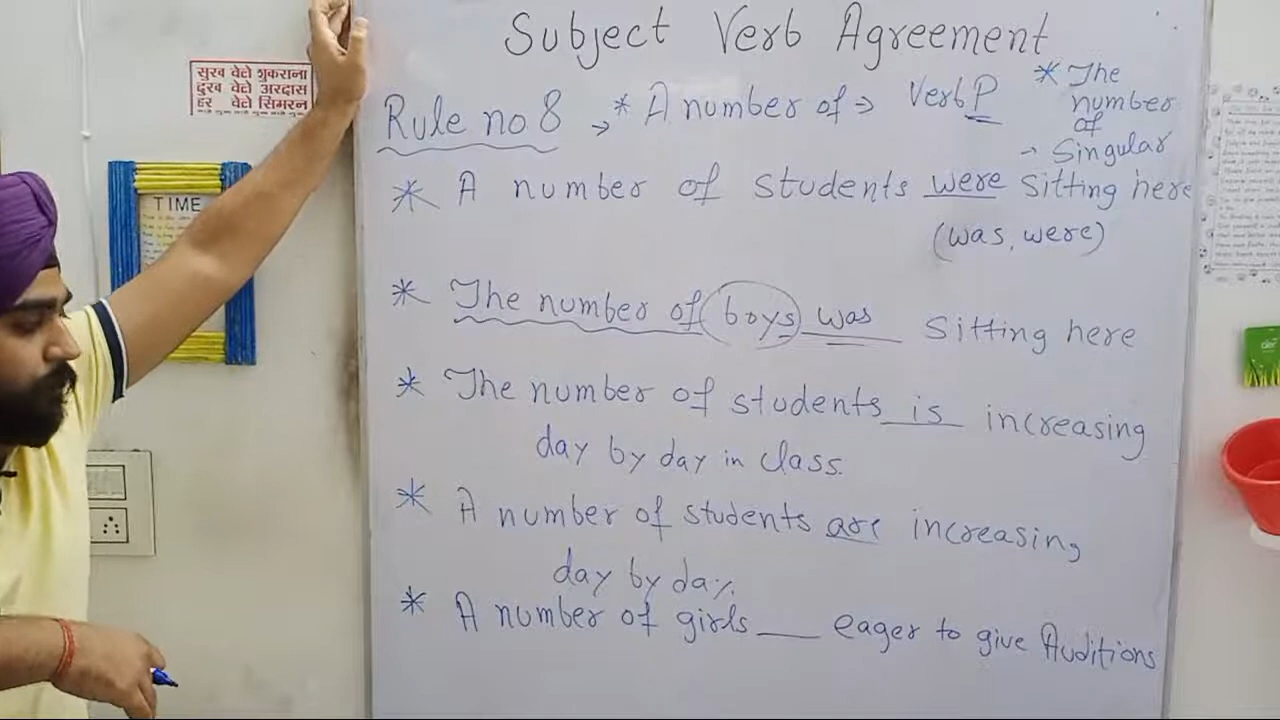 Subject Verb Agreement
सुख वेले शुकराना
दुख वेले अरदास
हर वेले सिमरन
TIME
Rule no 8 → * A number of ⇒ Verb P
* The
number
of
→ Singular
* A number of students were sitting here
(was, were)
* The number of boys was sitting here
* The number of students is increasing
day by day in class.
* A number of students are increasing
day by day.
* A number of girls ___ eager to give Auditions